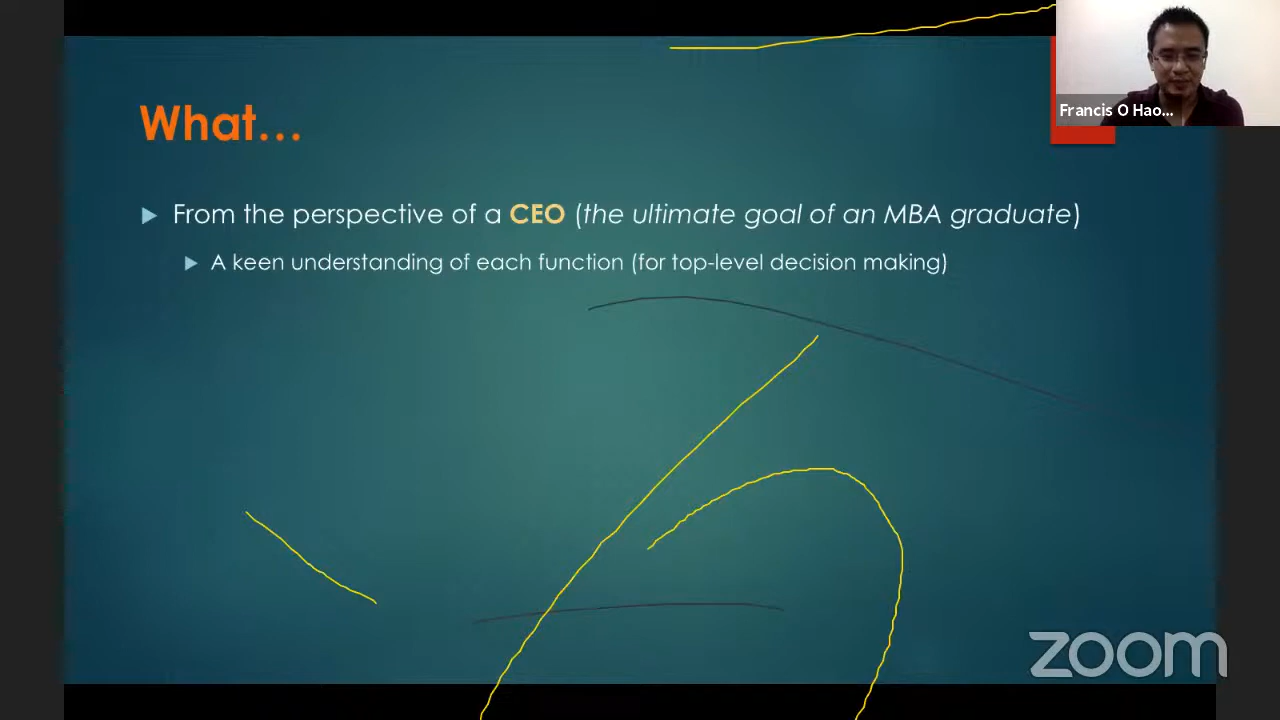 What…
From the perspective of a CEO (the ultimate goal of an MBA graduate)
A keen understanding of each function (for top-level decision making)
Francis O Hao...
zoom